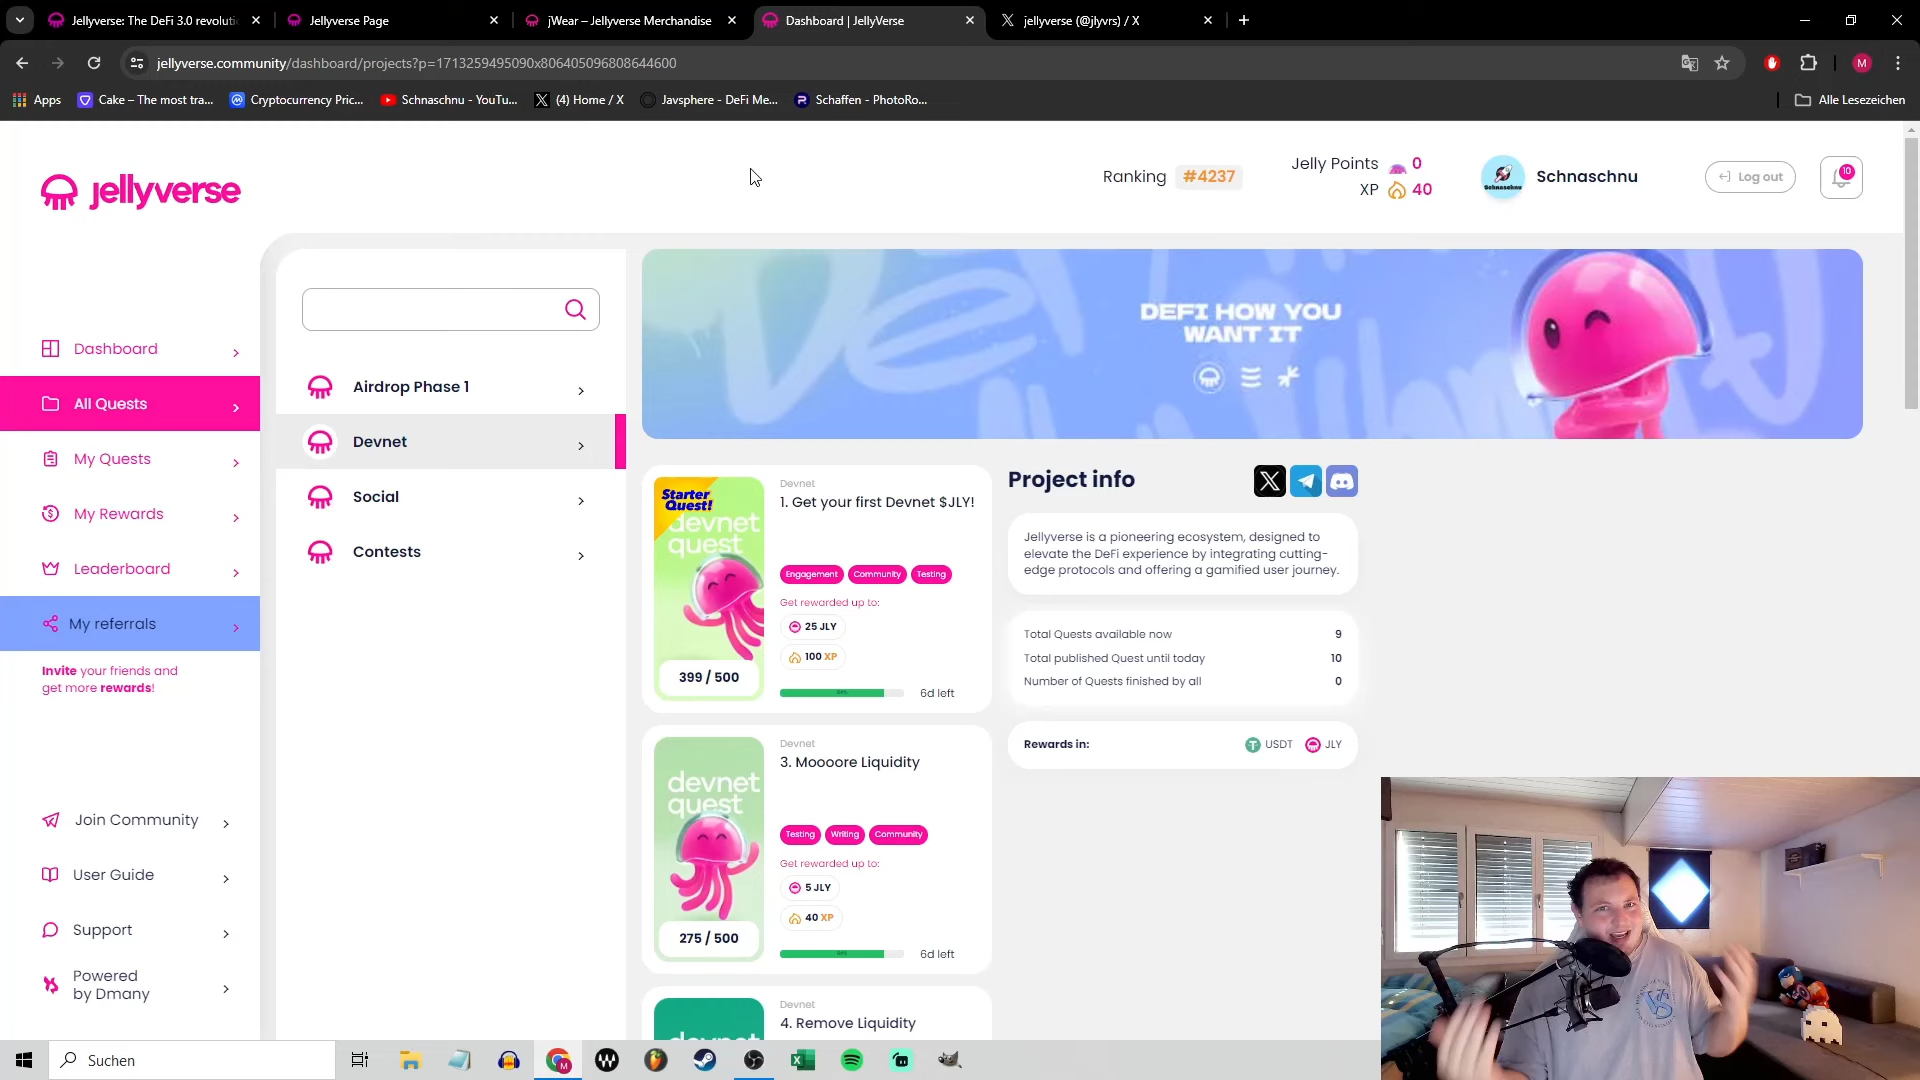 Jellyverse: The DeFi 3.0 revoluti
Jellyverse Page
jWear – Jellyverse Merchandise
Dashboard | JellyVerse
jellyverse (@jlyvrs) / X
jellyverse.community/dashboard/projects?p=1713259495090x806405096808644600
M
Apps
Cake – The most tra...
Cryptocurrency Pric...
Schnaschnu - YouTu...
(4) Home / X
Javsphere - DeFi Me...
Schaffen - PhotoRo...
Alle Lesezeichen
jellyverse
Ranking
#4237
Jelly Points 0
XP 40
Schnaschnu
Log out
10
Dashboard
All Quests
My Quests
My Rewards
Leaderboard
My referrals
Invite your friends and
get more rewards!
Join Community
User Guide
Support
Powered
by Dmany
Airdrop Phase 1
Devnet
Social
Contests
DEFI HOW YOU
WANT IT
Starter
Quest!
devnet
quest
399 / 500
Devnet
1. Get your first Devnet $JLY!
Engagement
Community
Testing
Get rewarded up to:
25 JLY
100 XP
6d left
devnet
quest
275 / 500
Devnet
3. Moooore Liquidity
Testing
Writing
Community
Get rewarded up to:
5 JLY
40 XP
6d left
Devnet
4. Remove Liquidity
Project info
Jellyverse is a pioneering ecosystem, designed to
elevate the DeFi experience by integrating cutting-
edge protocols and offering a gamified user journey.
Total Quests available now 9
Total published Quest until today 10
Number of Quests finished by all 0
Rewards in:
USDT
JLY
Suchen